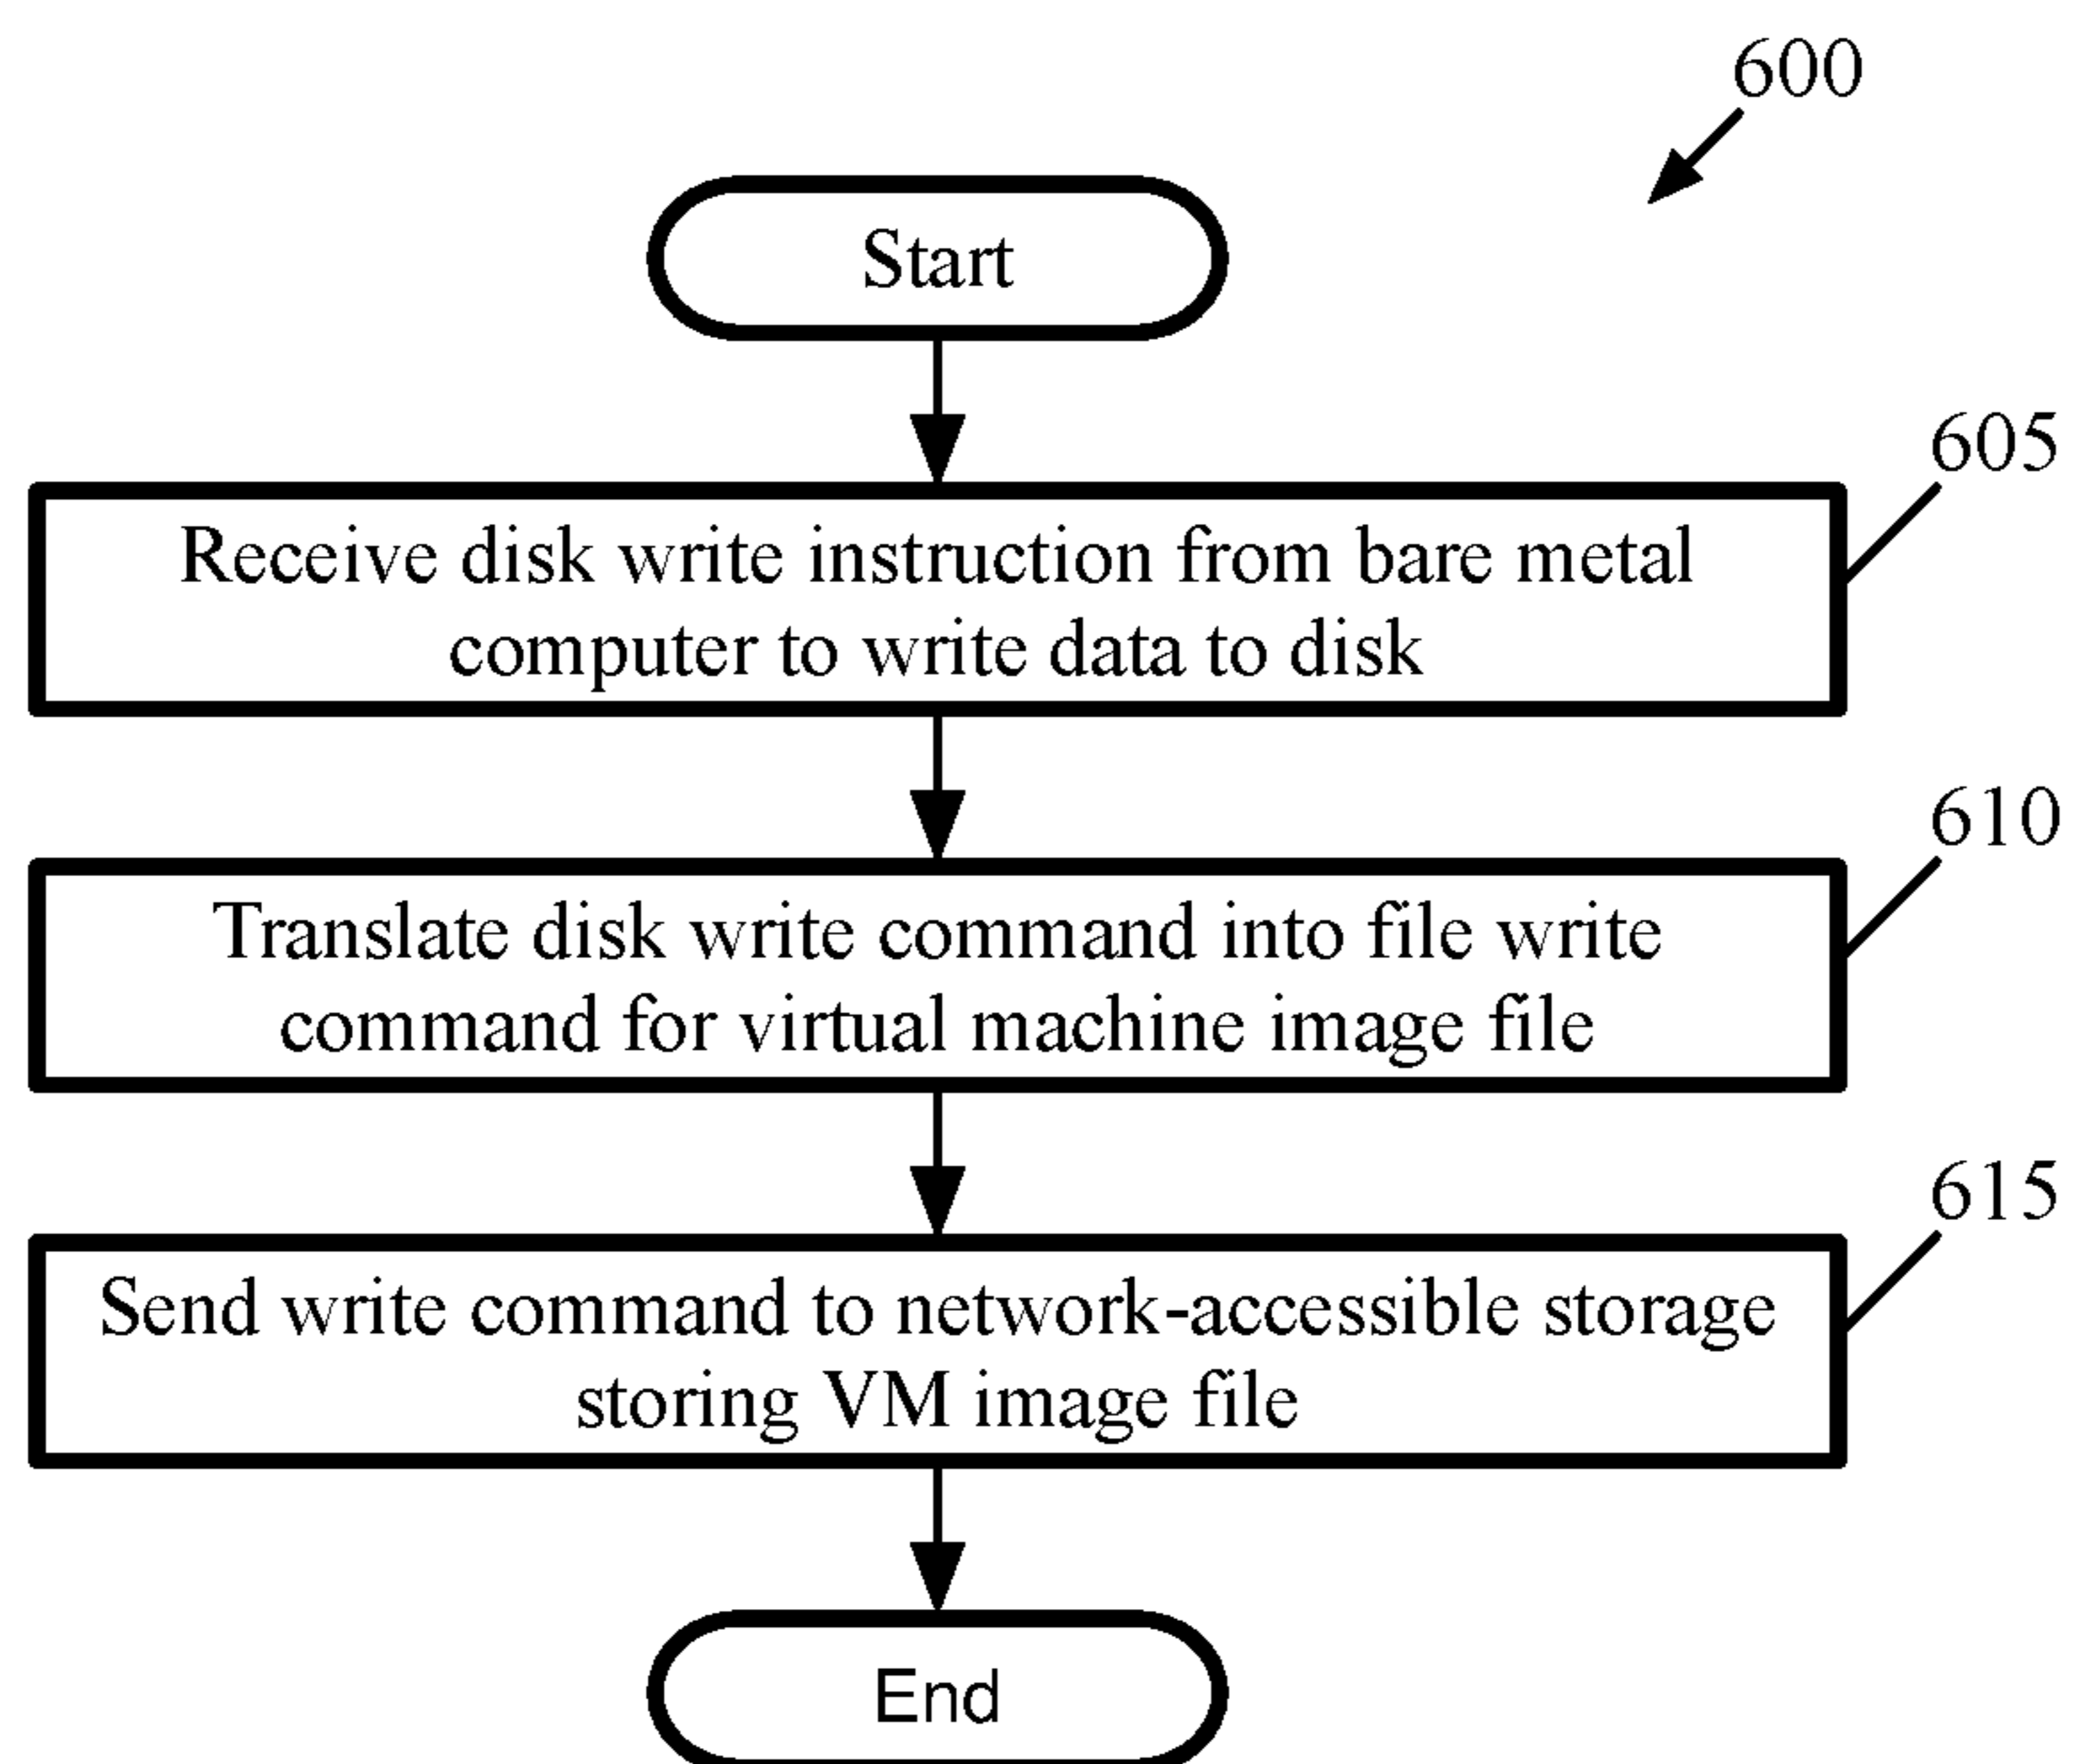 600
Start
605
Receive disk write instruction from bare metal
computer to write data to disk
610
Translate disk write command into file write
command for virtual machine image file
615
Send write command to network-accessible storage
storing VM image file
End